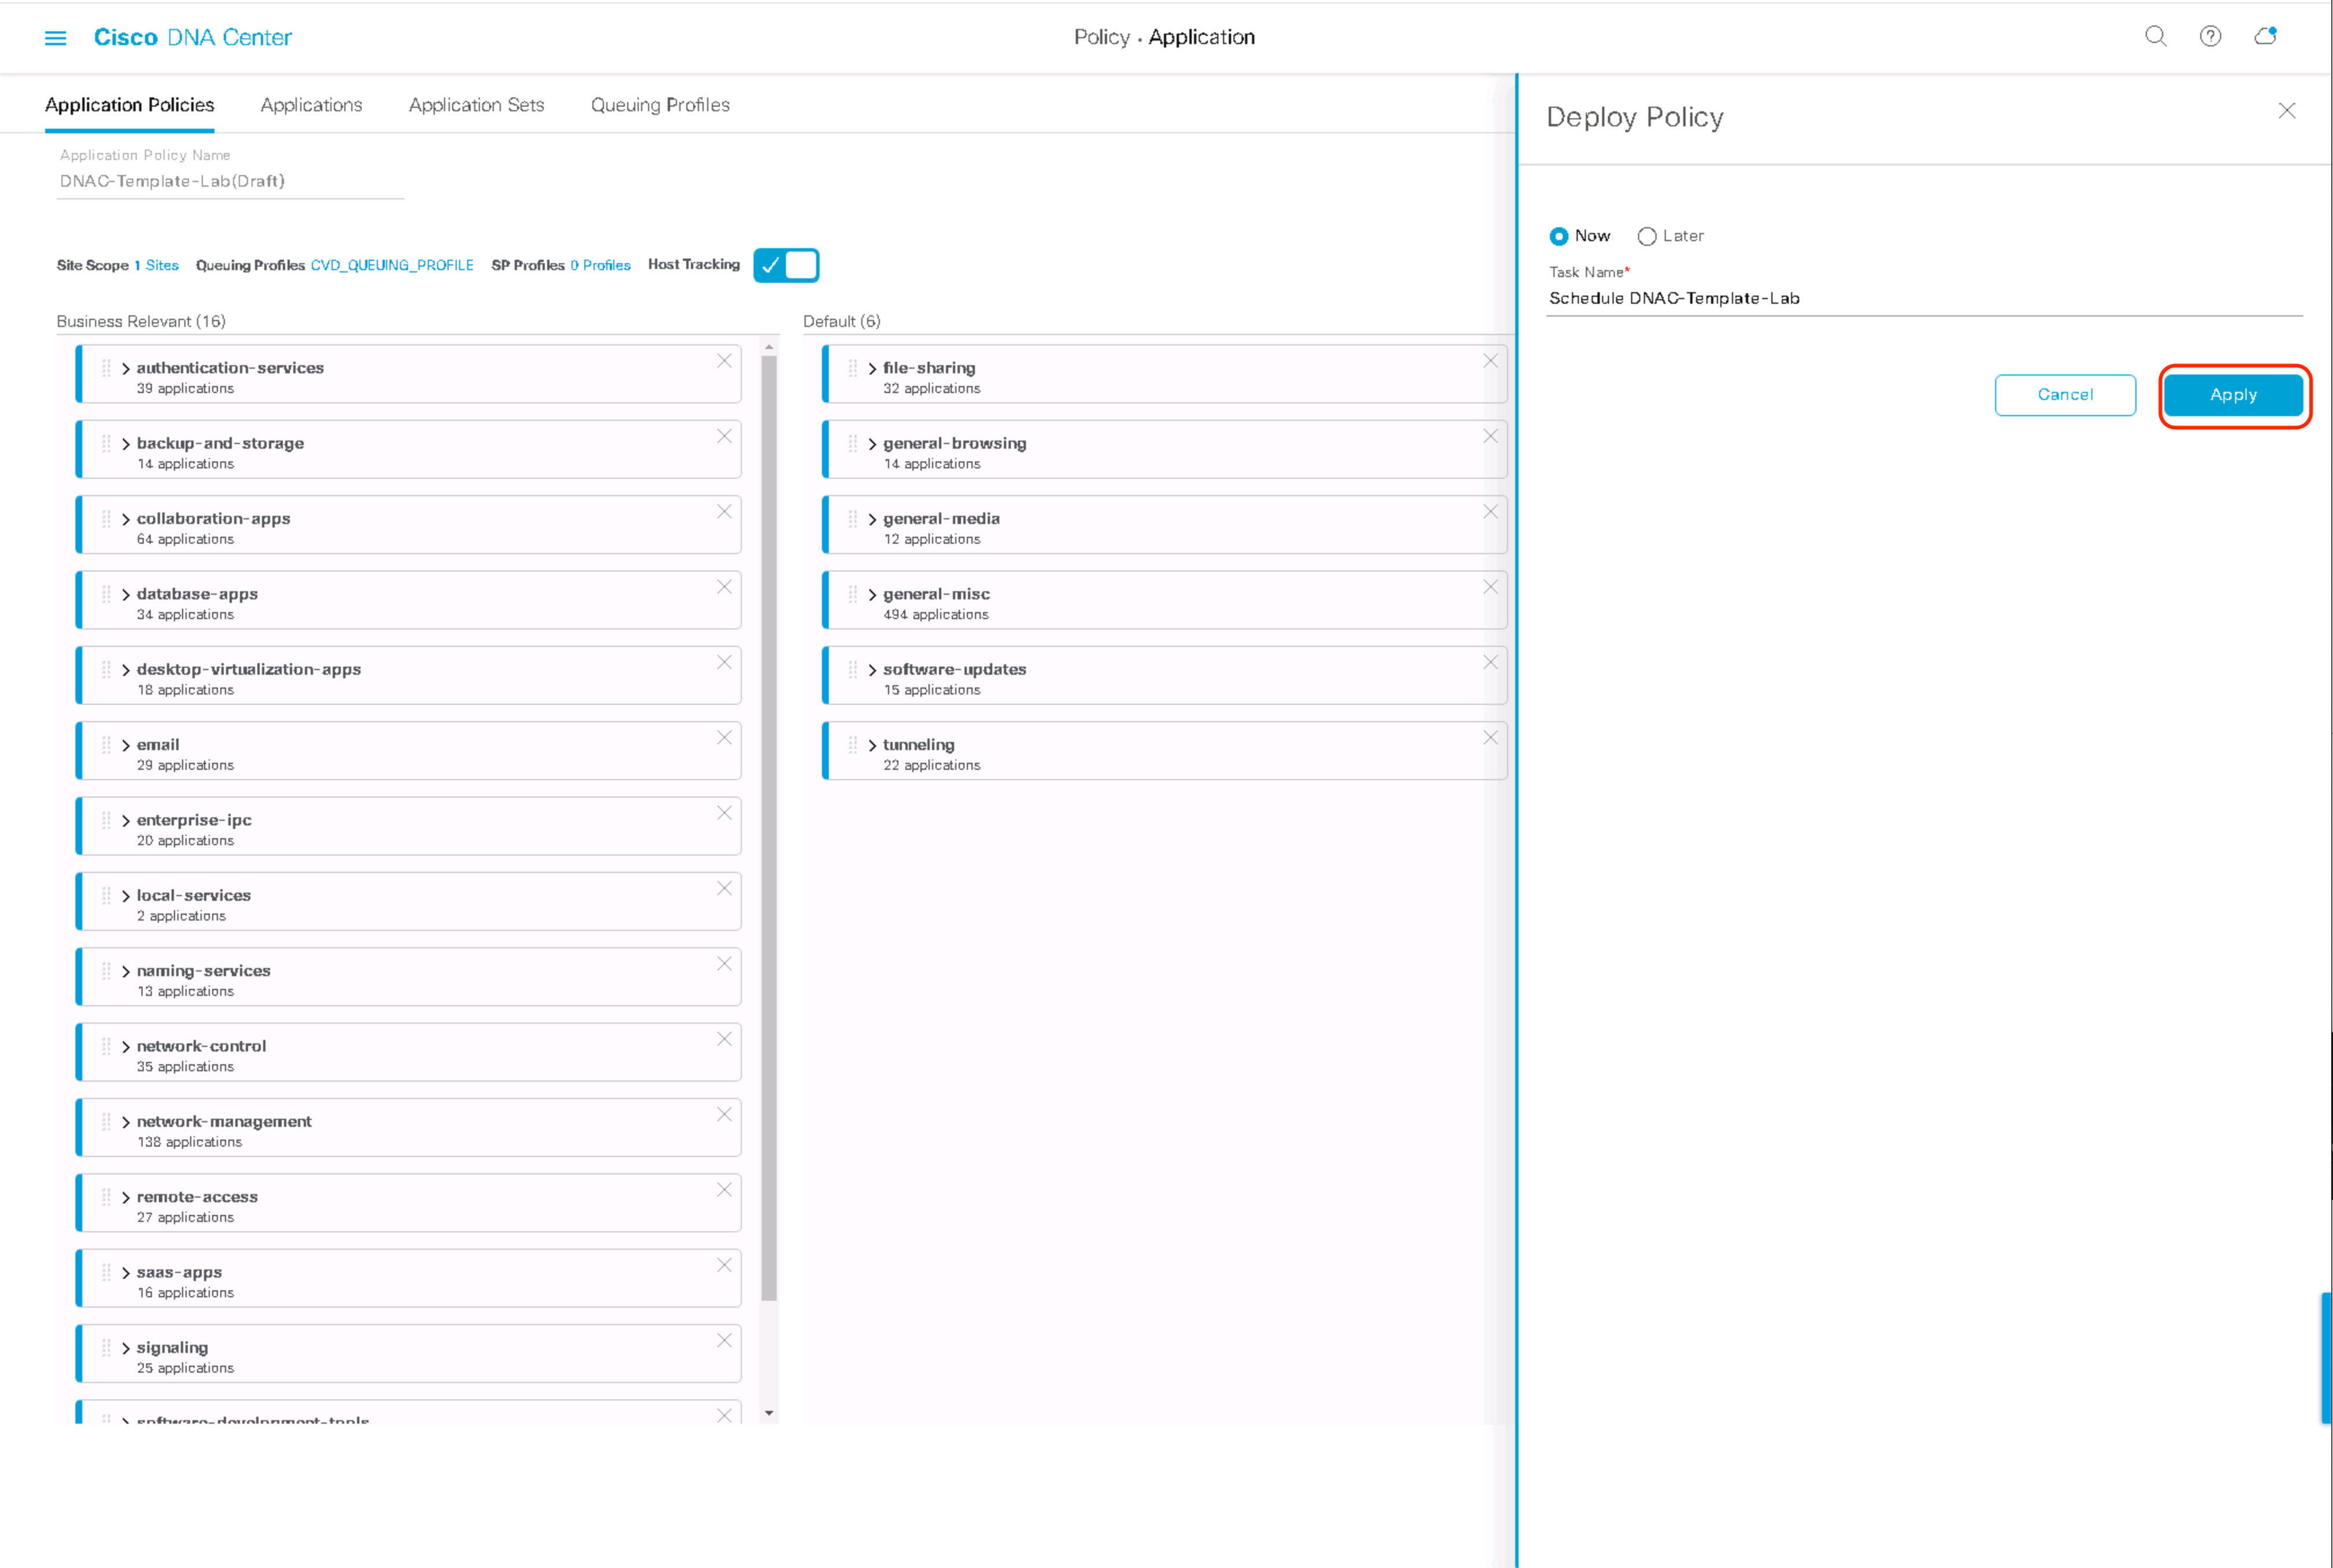 Cisco DNA Center
Policy · Application
Application Policies
Applications
Application Sets
Queuing Profiles
Application Policy Name
DNAC-Template-Lab(Draft)
Site Scope 1 Sites Queuing Profiles CVD_QUEUING_PROFILE SP Profiles 0 Profiles Host Tracking
Business Relevant (16)
authentication-services
39 applications
backup-and-storage
14 applications
collaboration-apps
64 applications
database-apps
34 applications
desktop-virtualization-apps
18 applications
email
29 applications
enterprise-ipc
20 applications
local-services
2 applications
naming-services
13 applications
network-control
35 applications
network-management
138 applications
remote-access
27 applications
saas-apps
16 applications
signaling
25 applications
software-development-tools
Default (6)
file-sharing
32 applications
general-browsing
14 applications
general-media
12 applications
general-misc
494 applications
software-updates
15 applications
tunneling
22 applications
Deploy Policy
Now
Later
Task Name*
Schedule DNAC-Template-Lab
Cancel
Apply